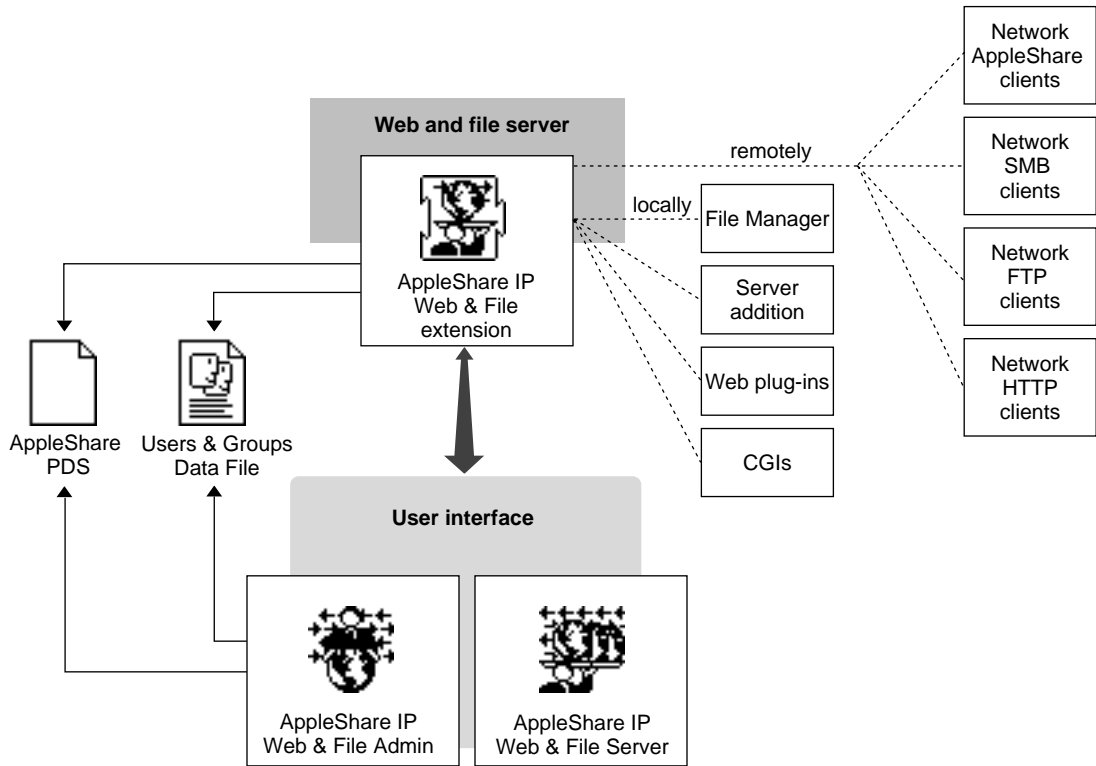 Network
AppleShare
clients
Web and file server
remotely
Network
SMB
clients
locally
File Manager
AppleShare IP
Web & File
extension
Server
addition
Network
FTP
clients
Web plug-ins
Network
HTTP
clients
AppleShare
PDS
Users & Groups
Data File
CGIs
User interface
AppleShare IP
Web & File Admin
AppleShare IP
Web & File Server